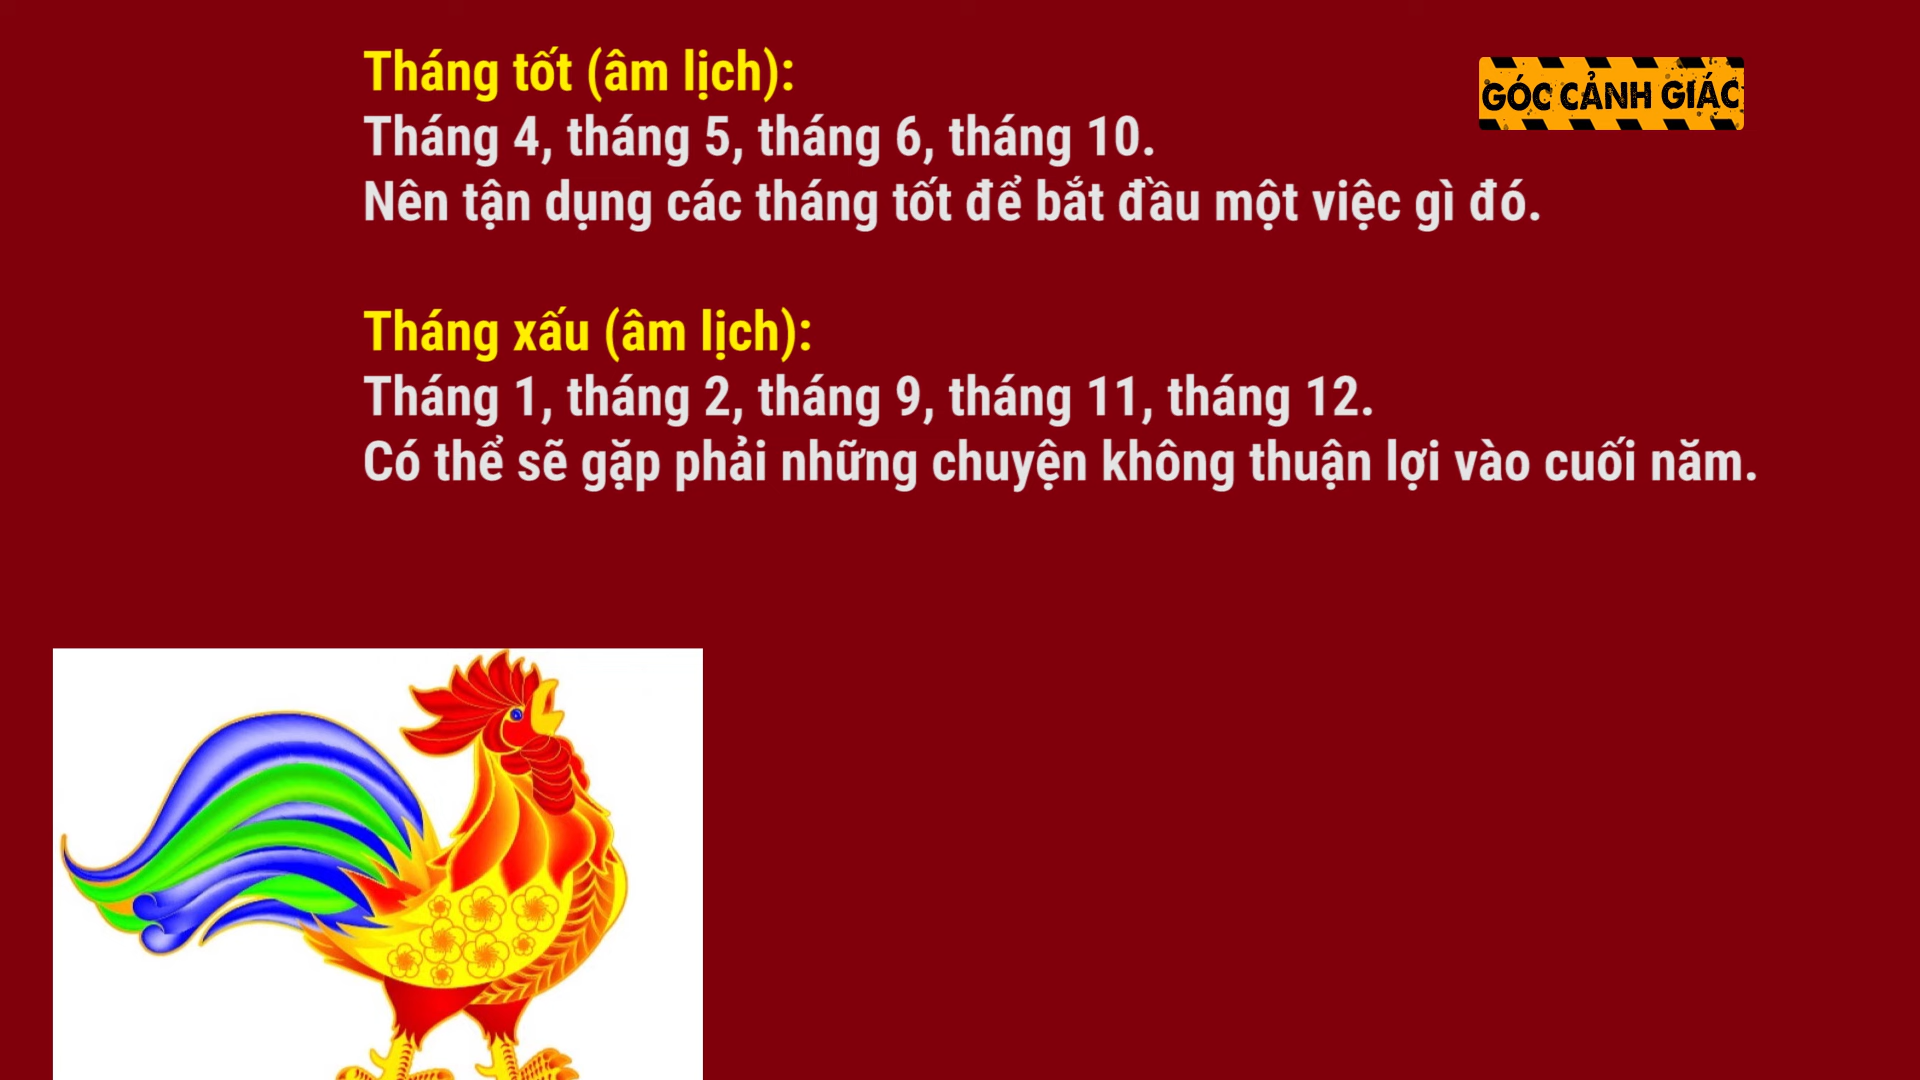 Tháng tốt (âm lịch):
GÓC CẢNH GIÁC
Tháng 4, tháng 5, tháng 6, tháng 10.
Nên tận dụng các tháng tốt để bắt đầu một việc gì đó.
Tháng xấu (âm lịch):
Tháng 1, tháng 2, tháng 9, tháng 11, tháng 12.
Có thể sẽ gặp phải những chuyện không thuận lợi vào cuối năm.